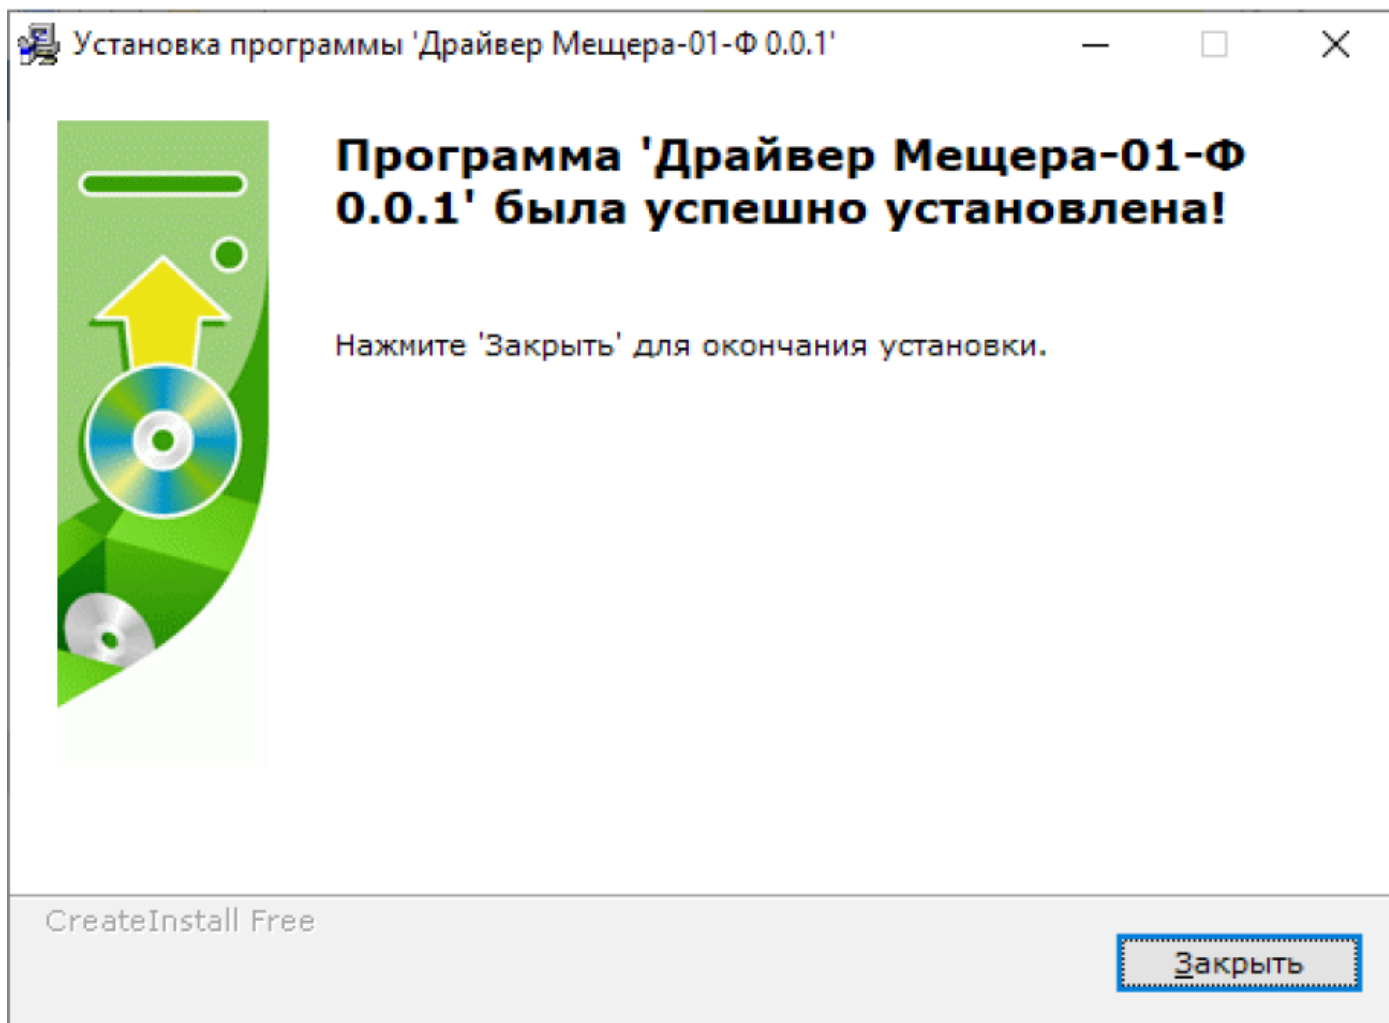 Установка программы 'Драйвер Мещера-01-Ф 0.0.1'
Программа 'Драйвер Мещера-01-Ф
0.0.1' была успешно установлена!
Нажмите 'Закрыть' для окончания установки.
CreateInstall Free
Закрыть